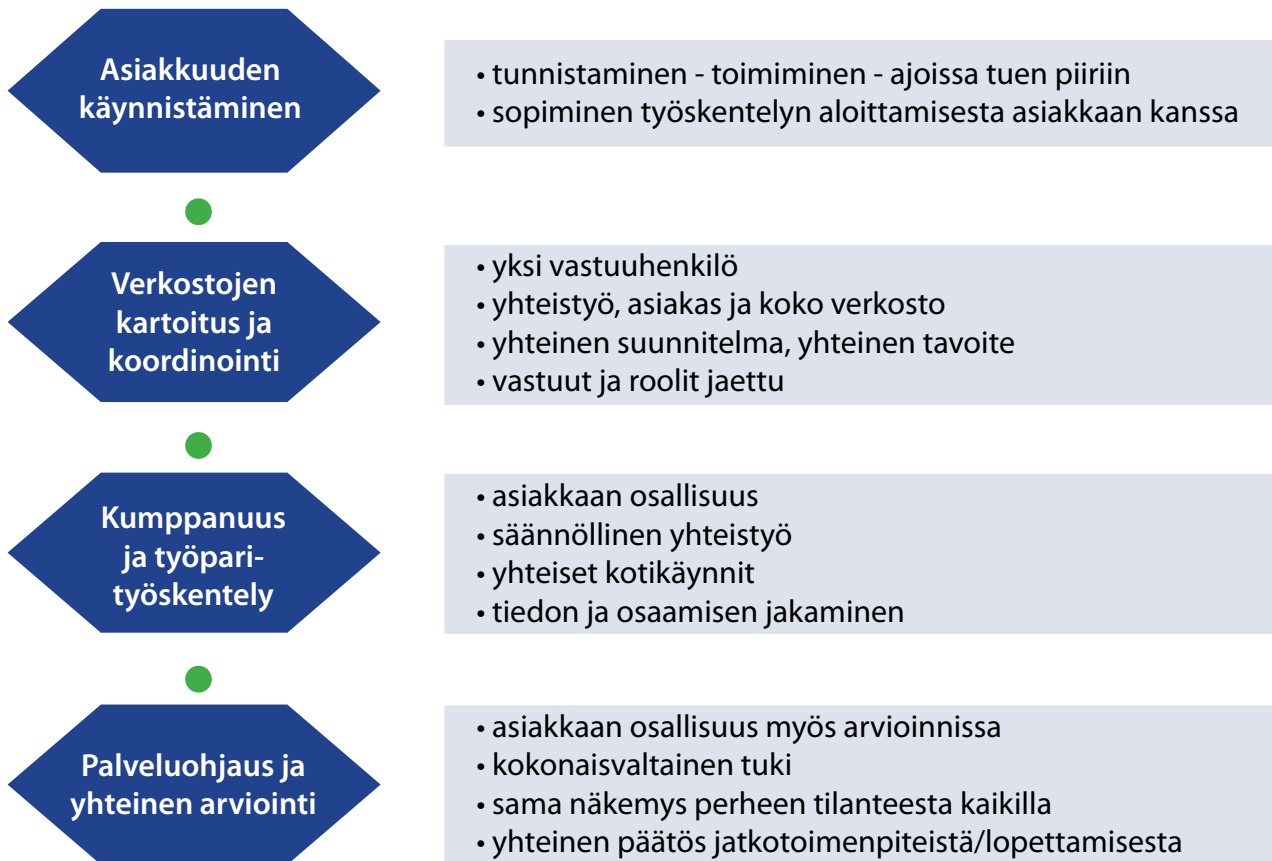 Asiakkuuden
käynnistäminen
• tunnistaminen - toimiminen - ajoissa tuen piiriin
• sopiminen työskentelyn aloittamisesta asiakkaan kanssa
Verkostojen
kartoitus ja
koordinointi
• yksi vastuuhenkilö
• yhteistyö, asiakas ja koko verkosto
• yhteinen suunnitelma, yhteinen tavoite
• vastuut ja roolit jaettu
Kumppanuus
ja työpari-
työskentely
• asiakkaan osallisuus
• säännöllinen yhteistyö
• yhteiset kotikäynnit
• tiedon ja osaamisen jakaminen
Palveluohjaus ja
yhteinen arviointi
• asiakkaan osallisuus myös arvioinnissa
• kokonaisvaltainen tuki
• sama näkemys perheen tilanteesta kaikilla
• yhteinen päätös jatkotoimenpiteistä/lopettamisesta